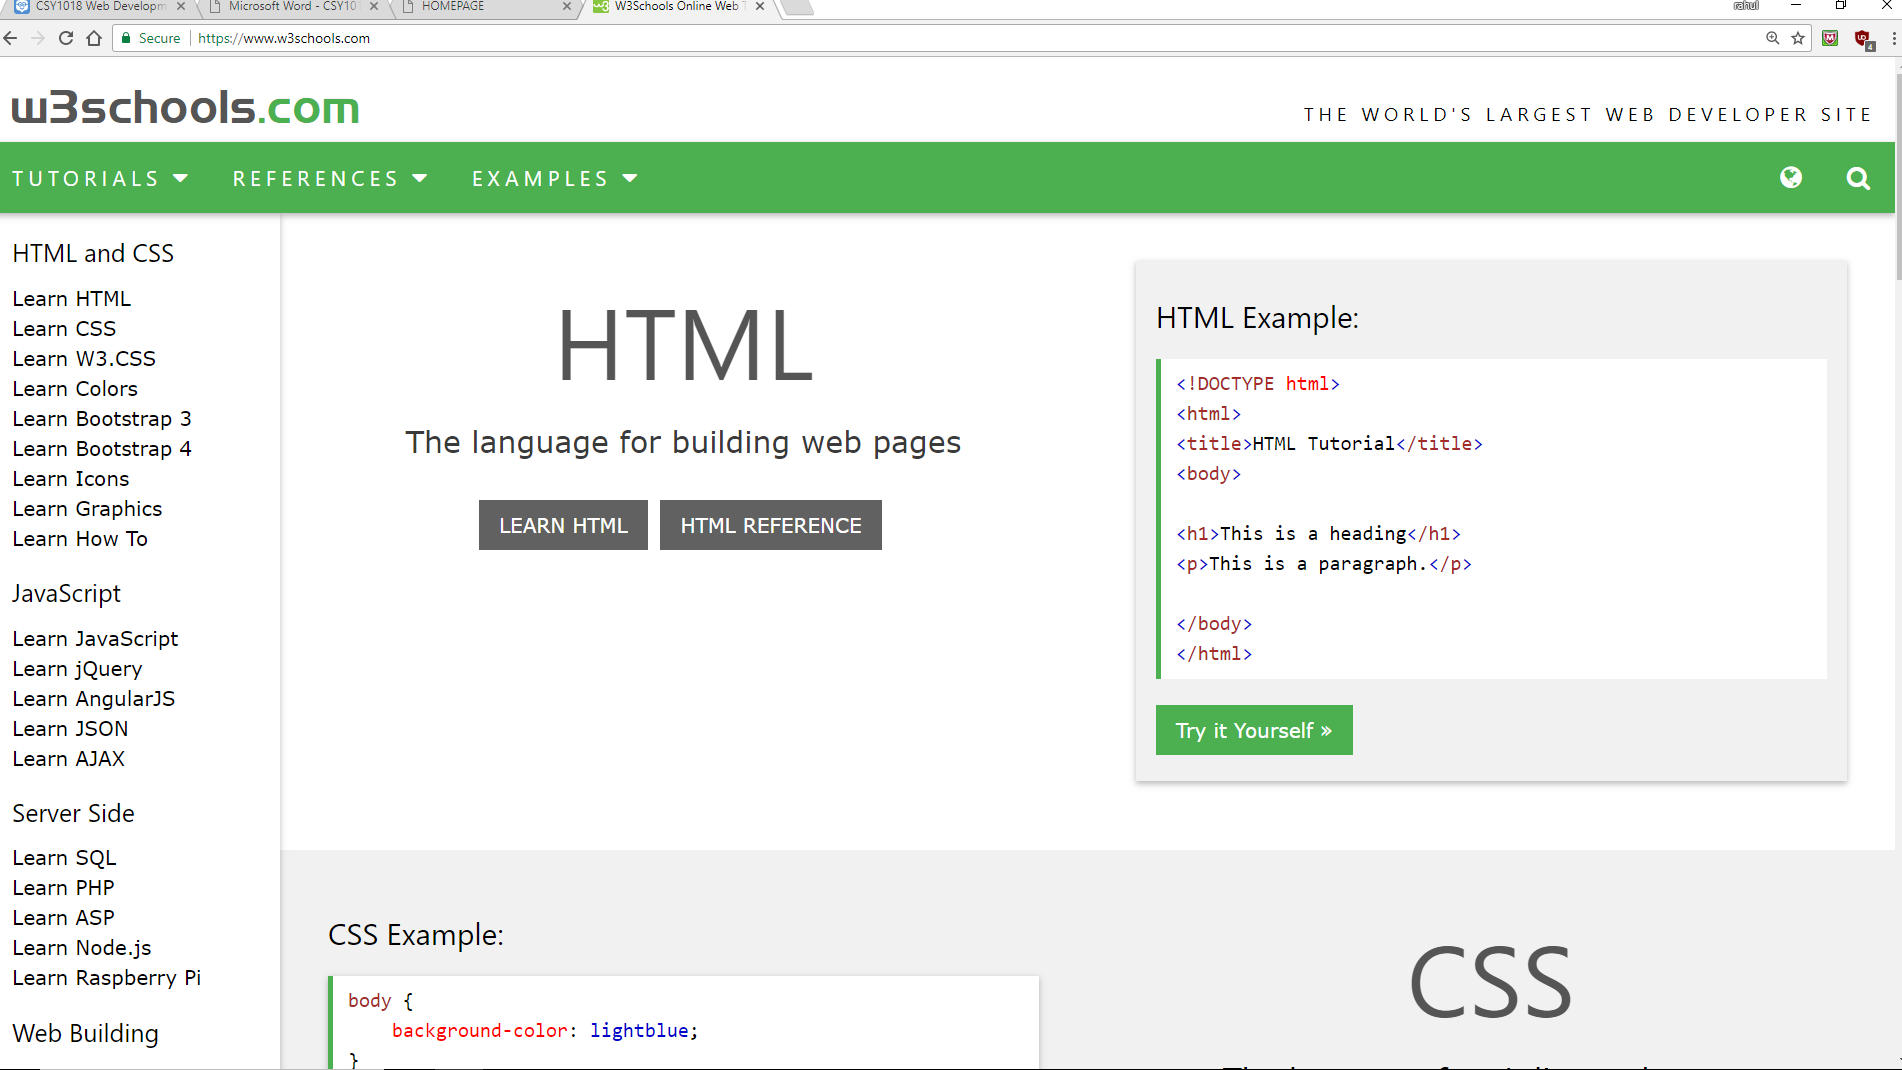 CSY1018 Web Developm
Microsoft Word - CSY101
HOMEPAGE
W3Schools Online Web T
rahul
Secure
https://www.w3schools.com
4
w3schools.com
THE WORLD'S LARGEST WEB DEVELOPER SITE
TUTORIALS
REFERENCES
EXAMPLES
HTML and CSS
Learn HTML
Learn CSS
Learn W3.CSS
Learn Colors
Learn Bootstrap 3
Learn Bootstrap 4
Learn Icons
Learn Graphics
Learn How To
JavaScript
Learn JavaScript
Learn jQuery
Learn AngularJS
Learn JSON
Learn AJAX
Server Side
Learn SQL
Learn PHP
Learn ASP
Learn Node.js
Learn Raspberry Pi
Web Building
HTML
The language for building web pages
LEARN HTML
HTML REFERENCE
HTML Example:
<!DOCTYPE html>
<html>
<title>HTML Tutorial</title>
<body>
<h1>This is a heading</h1>
<p>This is a paragraph.</p>
</body>
</html>
Try it Yourself »
CSS Example:
body {
background-color: lightblue;
}
CSS